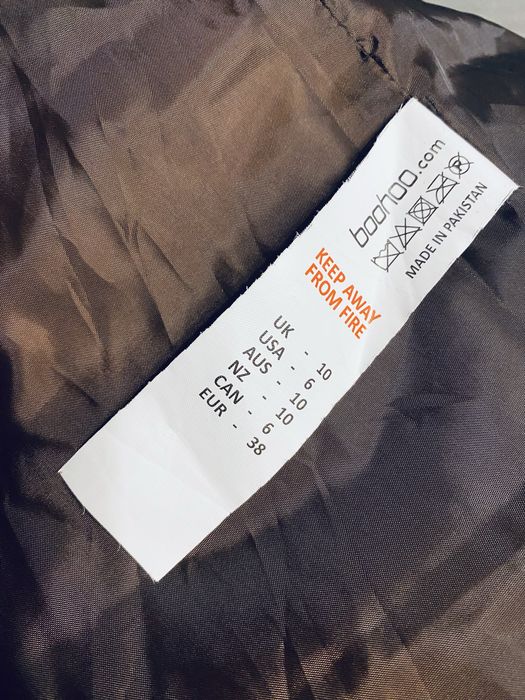 boohoo.com
P
MADE IN PAKISTAN
KEEP AWAY
FROM FIRE
UK - 10
USA - 6
AUS - 10
NZ - 10
CAN - 6
EUR - 38